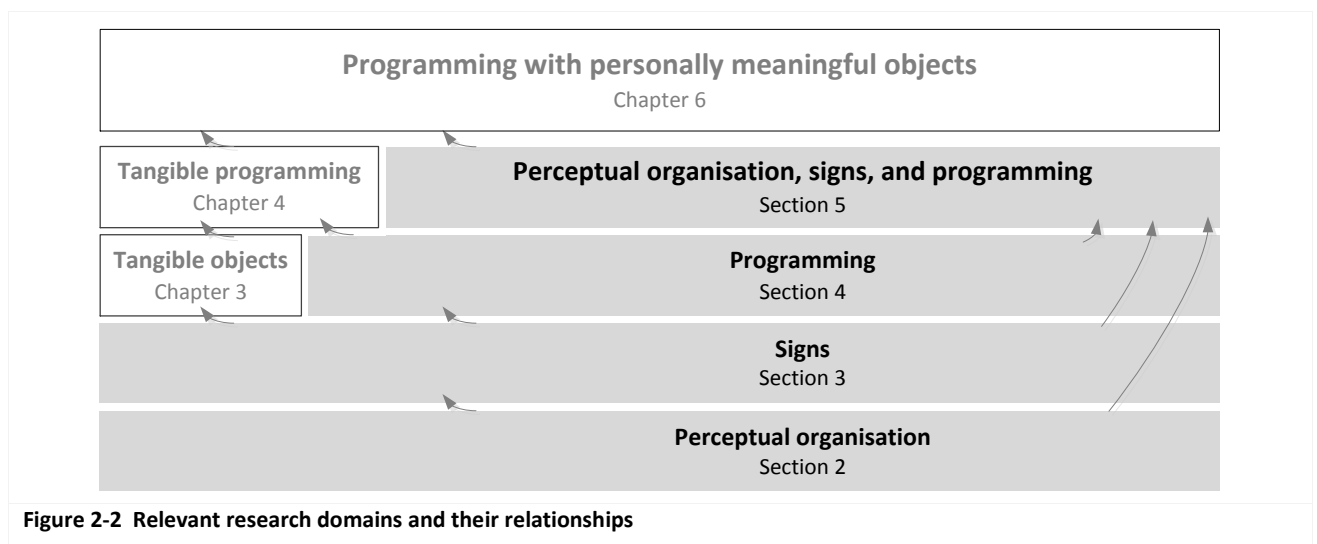 Programming with personally meaningful objects
Chapter 6
Tangible programming
Chapter 4
Perceptual organisation, signs, and programming
Section 5
Tangible objects
Chapter 3
Programming
Section 4
Signs
Section 3
Perceptual organisation
Section 2
Figure 2-2 Relevant research domains and their relationships